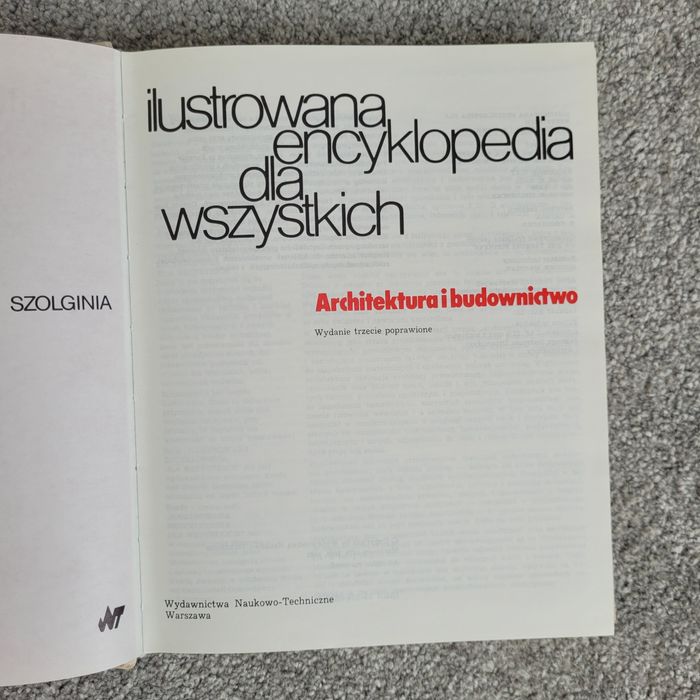 SZOLGINIA
ilustrowana
encyklopedia
dla
wszystkich
Architektura i budownictwo
Wydanie trzecie poprawione
Wydawnictwa Naukowo-Techniczne
Warszawa
WNT